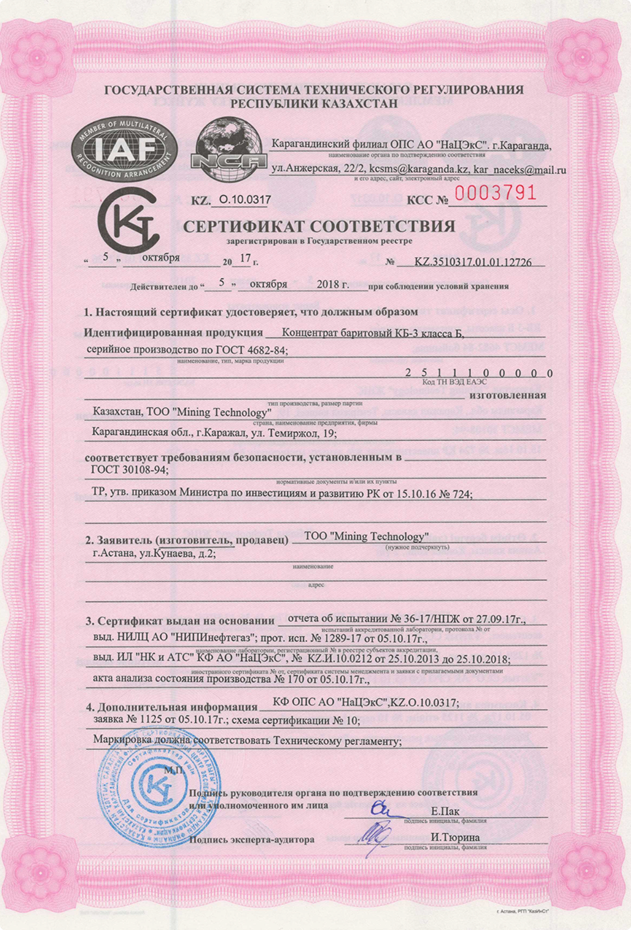 ГОСУДАРСТВЕННАЯ СИСТЕМА ТЕХНИЧЕСКОГО РЕГУЛИРОВАНИЯ
РЕСПУБЛИКИ КАЗАХСТАН
MEMBER OF MULTILATERAL
IAF
RECOGNITION ARRANGEMENT
NCA
Карагандинский филиал ОПС АО "НаЦЭкС". г.Караганда,
наименование органа по подтверждению соответствия
ул.Анжерская, 22/2, kcsms@karaganda.kz, kar_naceks@mail.ru
и его адрес, сайт, электронный адрес
KZ. О.10.0317
КСС № 0003791
СЕРТИФИКАТ СООТВЕТСТВИЯ
зарегистрирован в Государственном реестре
" 5 " октября 2017 г. № KZ.3510317.01.01.12726
Действителен до " 5 " октября 2018 г. при соблюдении условий хранения
1. Настоящий сертификат удостоверяет, что должным образом
Идентифицированная продукция Концентрат баритовый КБ-3 класса Б,
серийное производство по ГОСТ 4682-84;
наименование, тип, марка продукции
2 5 1 1 1 0 0 0 0 0
Код ТН ВЭД ЕАЭС
изготовленная
тип производства, размер партии
Казахстан, ТОО "Mining Technology"
страна, наименование предприятия, фирмы
Карагандинская обл., г.Каражал, ул. Темиржол, 19;
соответствует требованиям безопасности, установленным в
ГОСТ 30108-94;
нормативные документы и/или их пункты
ТР, утв. приказом Министра по инвестициям и развитию РК от 15.10.16 № 724;
2. Заявитель (изготовитель, продавец) ТОО "Mining Technology"
(нужное подчеркнуть)
г.Астана, ул.Кунаева, д.2;
наименование
адрес
3. Сертификат выдан на основании отчета об испытании № 36-17/НПЖ от 27.09.17г.,
испытаний аккредитованной лаборатории, протокола № от
выд. НИЛЦ АО "НИПИнефтегаз"; прот. исп. № 1289-17 от 05.10.17г.,
наименование лаборатории, регистрационный № в реестре субъектов аккредитации,
выд. ИЛ "НК и АТС" КФ АО "НаЦЭкС", № KZ.И.10.0212 от 25.10.2013 до 25.10.2018;
иностранного сертификата № от, сертификата системы менеджмента и заявки с прилагаемыми документами
акта анализа состояния производства № 170 от 05.10.17г.,
4. Дополнительная информация КФ ОПС АО "НаЦЭкС",KZ.О.10.0317;
заявка № 1125 от 05.10.17г.; схема сертификации № 10;
Маркировка должна соответствовать Техническому регламенту;
М.П.
Подпись руководителя органа по подтверждению соответствия
или уполномоченного им лица Е.Пак
подпись инициалы, фамилия
Подпись эксперта-аудитора И.Тюрина
подпись инициалы, фамилия
г. Астана, РГП "КазИнСт"